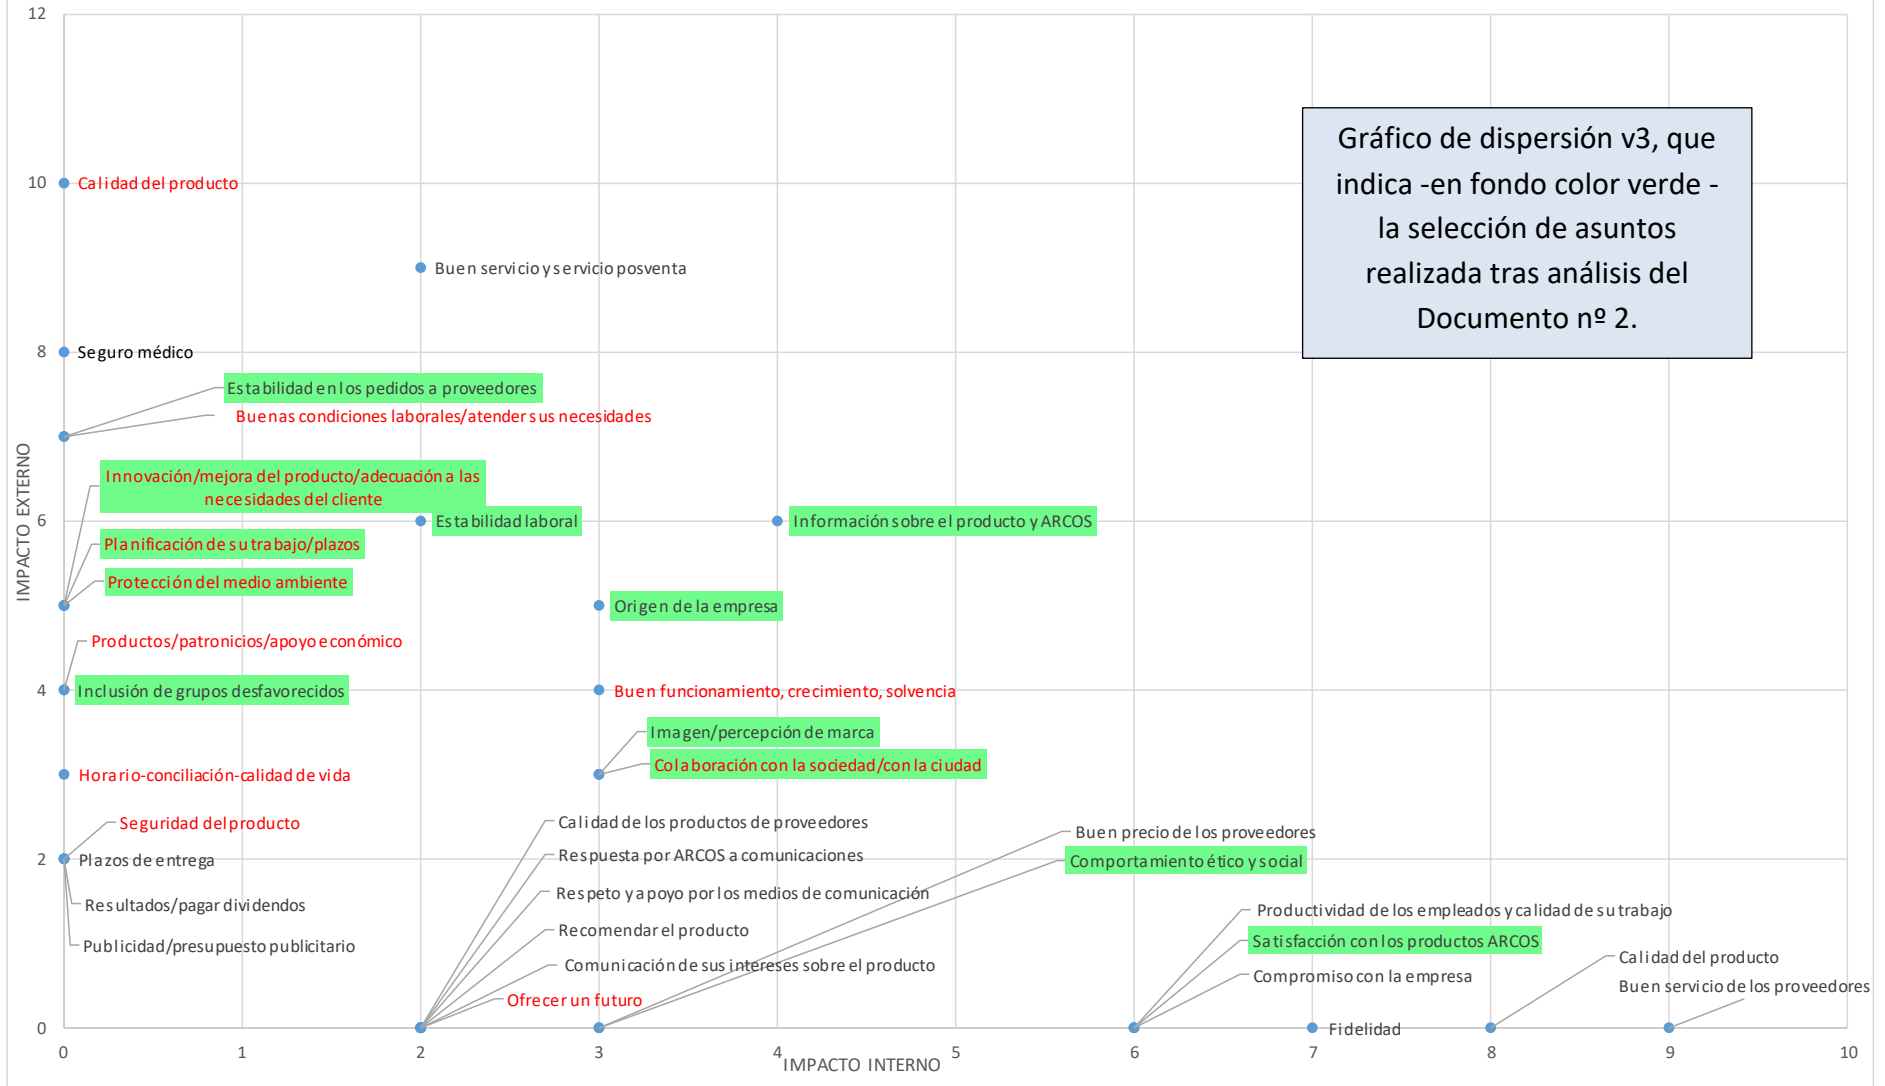 12
Gráfico de dispersión v3, que
indica -en fondo color verde -
la selección de asuntos
realizada tras análisis del
Documento nº 2.
10
Calidad del producto
Buen servicio y servicio posventa
8
Seguro médico
Estabilidad en los pedidos a proveedores
Buenas condiciones laborales/atender sus necesidades
IMPACTO EXTERNO
Innovación/mejora del producto/adecuación a las
necesidades del cliente
6
Estabilidad laboral
Información sobre el producto y ARCOS
Planificación de su trabajo/plazos
Protección del medio ambiente
Origen de la empresa
Productos/patronicios/apoyo económico
4
Inclusión de grupos desfavorecidos
Buen funcionamiento, crecimiento, solvencia
Imagen/percepción de marca
Colaboración con la sociedad/con la ciudad
Horario-conciliación-calidad de vida
Seguridad del producto
Calidad de los productos de proveedores
Buen precio de los proveedores
2
Plazos de entrega
Respuesta por ARCOS a comunicaciones
Comportamiento ético y social
Respeto y apoyo por los medios de comunicación
Resultados/pagar dividendos
Productividad de los empleados y calidad de su trabajo
Recomendar el producto
Satisfacción con los productos ARCOS
Publicidad/presupuesto publicitario
Calidad del producto
Comunicación de sus intereses sobre el producto
Compromiso con la empresa
Buen servicio de los proveedores
Ofrecer un futuro
0
Fidelidad
0 1 2 3 4 5 6 7 8 9 10
IMPACTO INTERNO